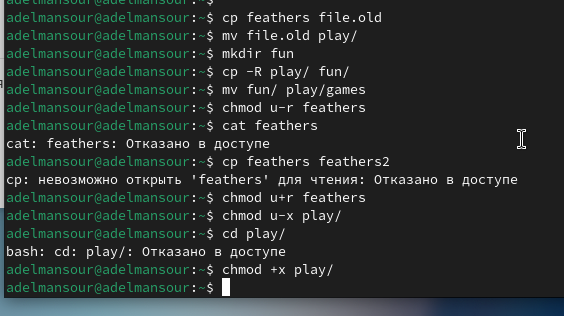 adelmansour@adelmansour:~$
adelmansour@adelmansour:~$ cp feathers file.old
adelmansour@adelmansour:~$ mv file.old play/
adelmansour@adelmansour:~$ mkdir fun
adelmansour@adelmansour:~$ cp -R play/ fun/
adelmansour@adelmansour:~$ mv fun/ play/games
adelmansour@adelmansour:~$ chmod u-r feathers
adelmansour@adelmansour:~$ cat feathers
cat: feathers: Отказано в доступе
adelmansour@adelmansour:~$ cp feathers feathers2
cp: невозможно открыть 'feathers' для чтения: Отказано в доступе
adelmansour@adelmansour:~$ chmod u+r feathers
adelmansour@adelmansour:~$ chmod u-x play/
adelmansour@adelmansour:~$ cd play/
bash: cd: play/: Отказано в доступе
adelmansour@adelmansour:~$ chmod +x play/
adelmansour@adelmansour:~$